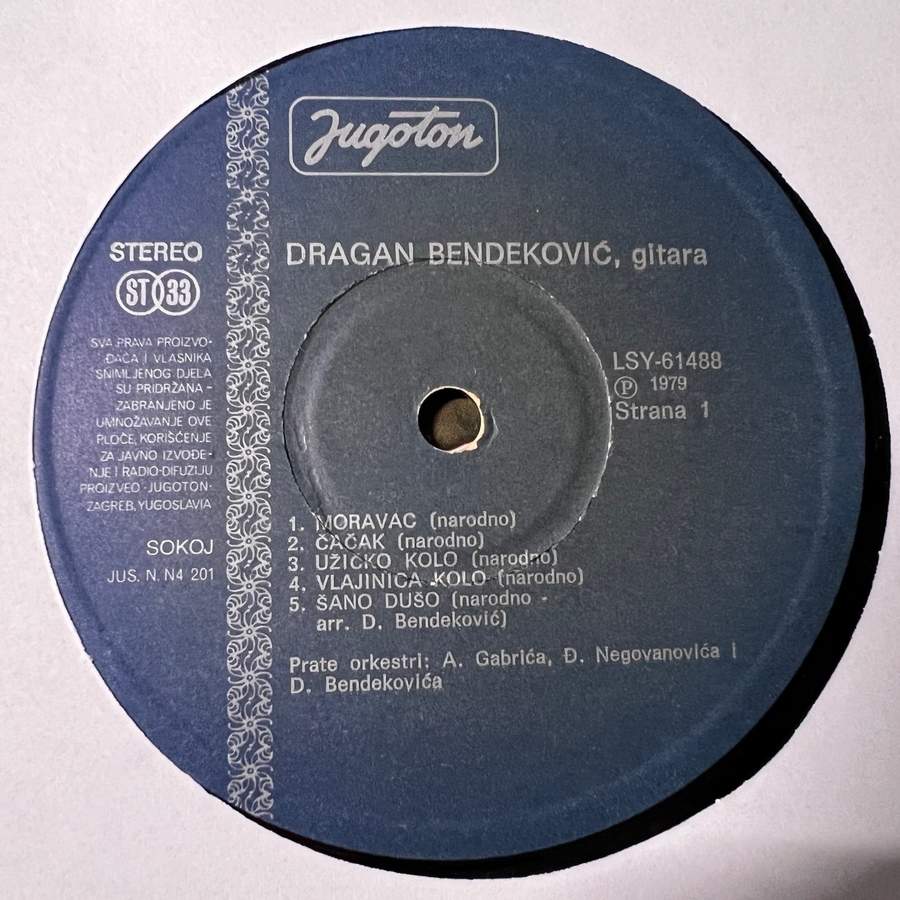 Jugoton
STEREO
ST 33
DRAGAN BENDEKOVIĆ, gitara
SVA PRAVA PROIZVO-
ĐAČA I VLASNIKA
SNIMLJENOG DJELA
SU PRIDRŽANA -
ZABRANJENO JE
UMNOŽAVANJE OVE
PLOČE, KORIŠĆENJE
ZA JAVNO IZVOĐE-
NJE I RADIO-DIFUZIJU
PROIZVEO -JUGOTON-
ZAGREB, YUGOSLAVIA
SOKOJ
JUS. N. N4 201
LSY-61488
Ⓟ 1979
Strana 1
1. MORAVAC (narodno)
2. ČAČAK (narodno)
3. UŽIČKO KOLO (narodno)
4. VLAJINICA KOLO (narodno)
5. ŠANO DUŠO (narodno -
arr. D. Bendeković)
Prate orkestri: A. Gabrića, Đ. Negovanovića i
D. Bendekovića